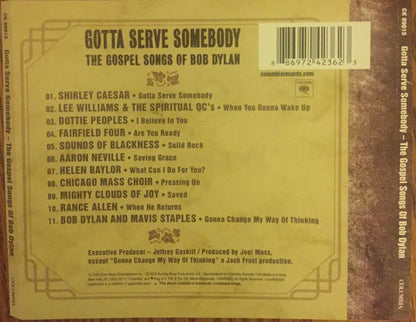 GOTTA SERVE SOMEBODY
THE GOSPEL SONGS OF BOB DYLAN
columbiarecords.com
8 86972 42362 3
01. SHIRLEY CAESAR • Gotta Serve Somebody
02. LEE WILLIAMS & THE SPIRITUAL QC's • When You Gonna Wake Up
03. DOTTIE PEOPLES • I Believe In You
04. FAIRFIELD FOUR • Are You Ready
05. SOUNDS OF BLACKNESS • Solid Rock
06. AARON NEVILLE • Saving Grace
07. HELEN BAYLOR • What Can I Do For You?
08. CHICAGO MASS CHOIR • Pressing On
09. MIGHTY CLOUDS OF JOY • Saved
10. RANCE ALLEN • When He Returns
11. BOB DYLAN AND MAVIS STAPLES • Gonna Change My Way Of Thinking
Executive Producer – Jeffrey Gaskill / Produced by Joel Moss,
except "Gonna Change My Way Of Thinking" a Jack Frost production.
Gotta Serve Somebody – The Gospel Songs Of Bob Dylan
COLUMBIA
Gotta Serve Somebody – The Gospel Songs Of Bob Dylan
COLUMBIA